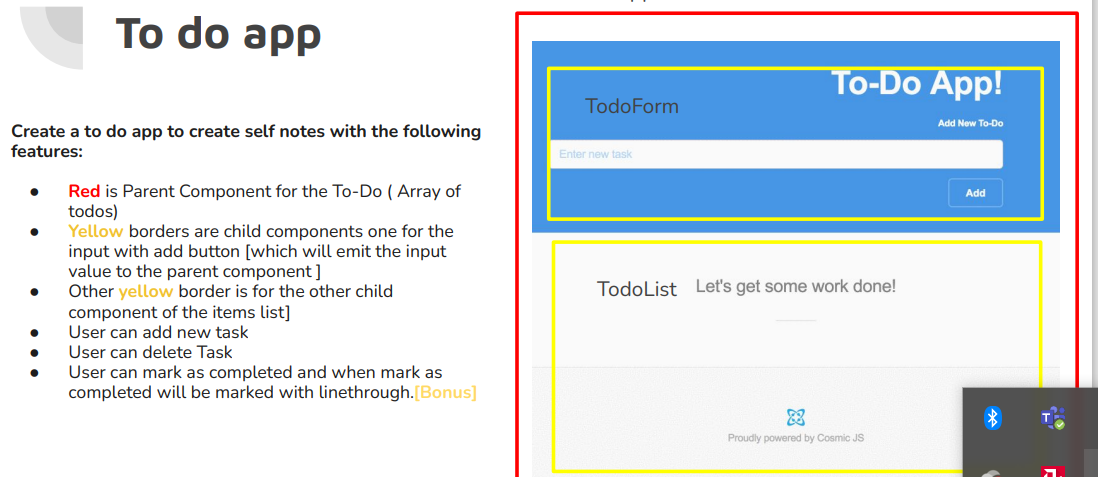 To do app
Create a to do app to create self notes with the following
features:
● Red is Parent Component for the To-Do ( Array of
todos)
● Yellow borders are child components one for the
input with add button [which will emit the input
value to the parent component ]
● Other yellow border is for the other child
component of the items list]
● User can add new task
● User can delete Task
● User can mark as completed and when mark as
completed will be marked with linethrough.[Bonus]
To-Do App!
TodoForm
Add New To-Do
Enter new task
Add
TodoList
Let's get some work done!
Proudly powered by Cosmic JS